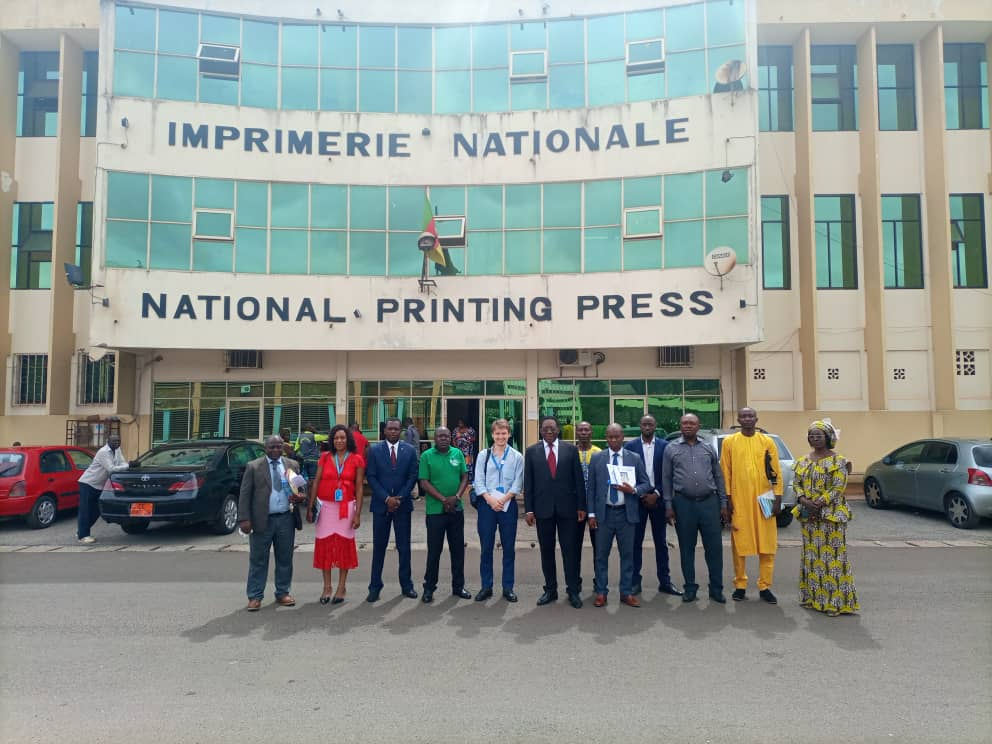 IMPRIMERIE NATIONALE
NATIONAL PRINTING PRESS